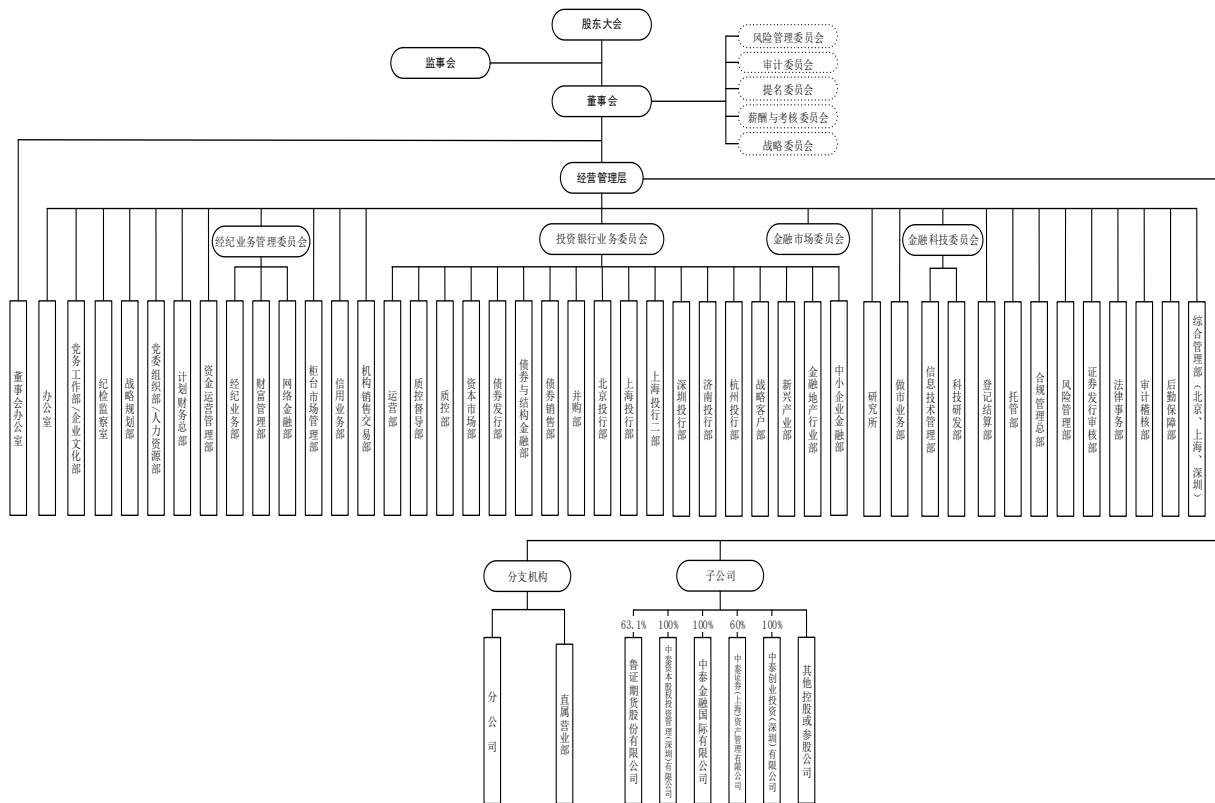 股东大会
风险管理委员会
监事会
审计委员会
提名委员会
董事会
薪酬与考核委员会
战略委员会
经营管理层
经纪业务管理委员会
投资银行业务委员会
金融市场委员会
金融科技委员会
董事会办公室
办公室
党务工作部/企业文化部
纪检监察室
战略规划部
党委组织部/人力资源部
计划财务总部
资金运营管理部
经纪业务部
财富管理部
网络金融部
柜台市场管理部
信用业务部
机构销售交易部
运营部
质控督导部
质控部
资本市场部
债券发行部
债券与结构金融部
债券销售部
并购部
北京投行部
上海投行部
上海投行二部
深圳投行部
济南投行部
杭州投行部
战略客户部
新兴产业部
金融地产行业部
中小企业金融部
研究所
做市业务部
信息技术管理部
科技研发部
登记结算部
托管部
合规管理总部
风险管理部
证券发行审核部
法律事务部
审计稽核部
后勤保障部
综合管理部（北京、上海、深圳）
分支机构
子公司
63.1%
100%
100%
60%
100%
分公司
直属营业部
鲁证期货股份有限公司
中泰资本股权投资管理(深圳)有限公司
中泰金融国际有限公司
中泰证券(上海)资产管理有限公司
中泰创业投资(深圳)有限公司
其他控股或参股公司